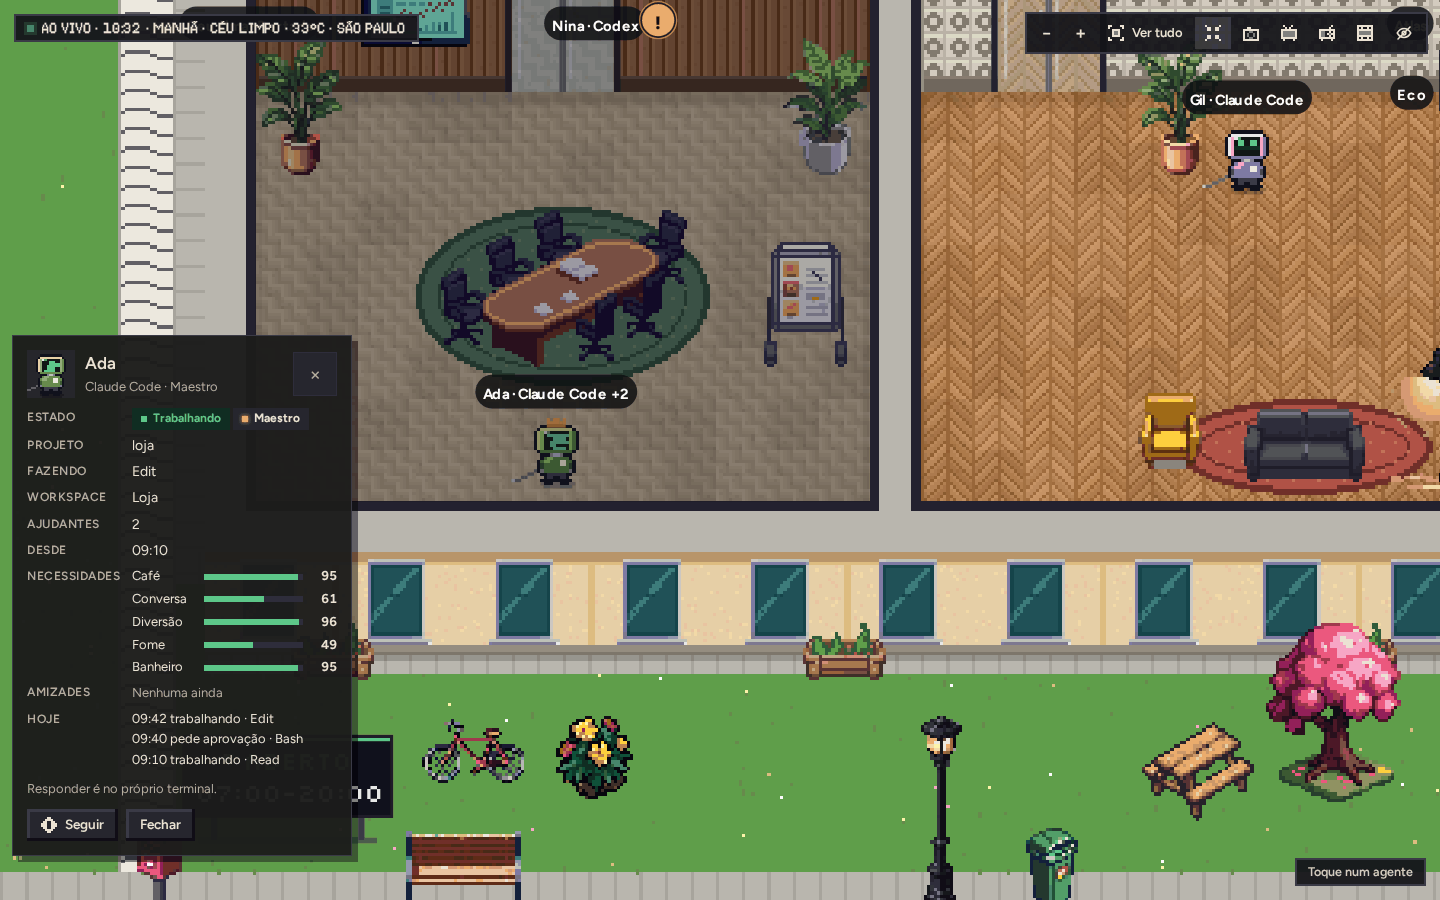 AO VIVO · 10:32 · MANHÃ · CÉU LIMPO · 33ºC · SÃO PAULO
Nina · Codex
!
Ver tudo
Gil · Claude Code
Eco
Ada · Claude Code +2
Ada
Claude Code · Maestro
×
ESTADO Trabalhando Maestro
PROJETO loja
FAZENDO Edit
WORKSPACE Loja
AJUDANTES 2
DESDE 09:10
NECESSIDADES Café 95
Conversa 61
Diversão 96
Fome 49
Banheiro 95
AMIZADES Nenhuma ainda
HOJE 09:42 trabalhando · Edit
09:40 pede aprovação · Bash
09:10 trabalhando · Read
Responder é no próprio terminal.
Seguir Fechar
Toque num agente